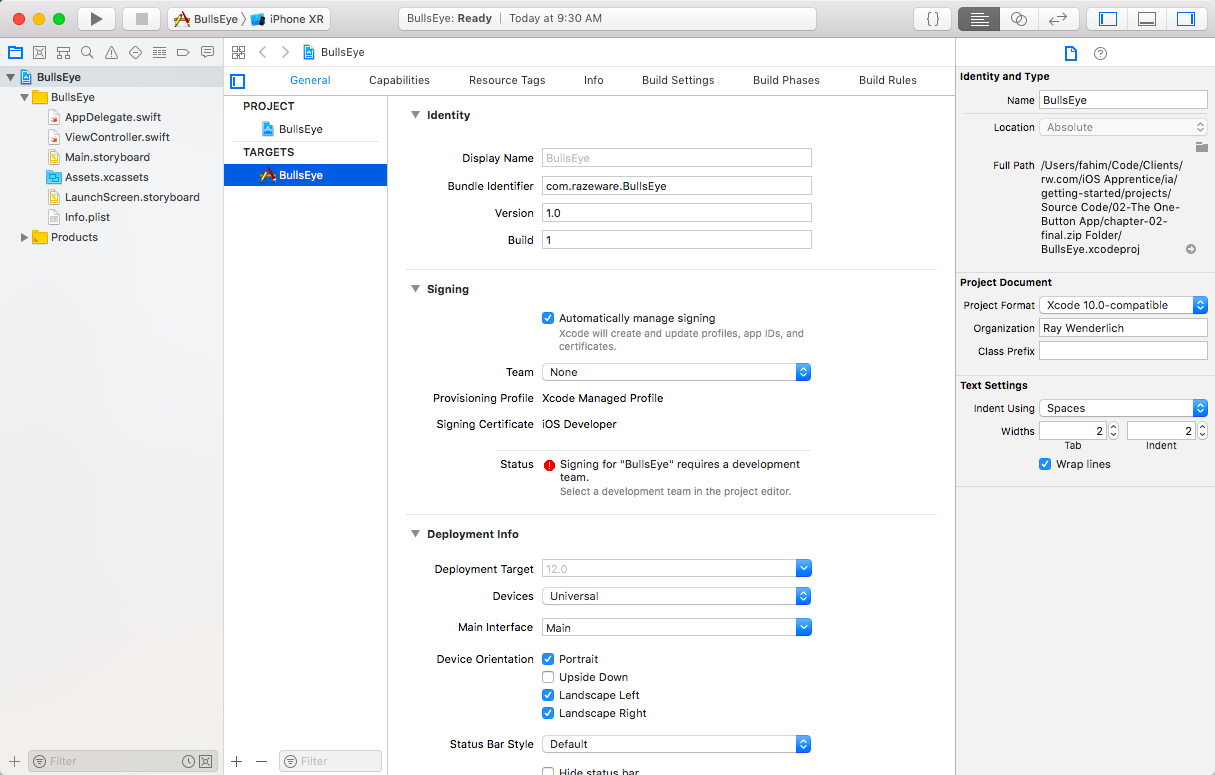 BullsEye 〉 iPhone XR
BullsEye: Ready | Today at 9:30 AM
{ }
BullsEye
BullsEye
AppDelegate.swift
ViewController.swift
Main.storyboard
Assets.xcassets
LaunchScreen.storyboard
Info.plist
Products
Filter
BullsEye
General Capabilities Resource Tags Info Build Settings Build Phases Build Rules
PROJECT
BullsEye
TARGETS
BullsEye
Filter
Identity
Display Name BullsEye
Bundle Identifier com.razeware.BullsEye
Version 1.0
Build 1
Signing
Automatically manage signing
Xcode will create and update profiles, app IDs, and
certificates.
Team None
Provisioning Profile Xcode Managed Profile
Signing Certificate iOS Developer
Status Signing for "BullsEye" requires a development
team.
Select a development team in the project editor.
Deployment Info
Deployment Target 12.0
Devices Universal
Main Interface Main
Device Orientation Portrait
Upside Down
Landscape Left
Landscape Right
Status Bar Style Default
Hide status bar
Identity and Type
Name BullsEye
Location Absolute
Full Path /Users/fahim/Code/Clients/
rw.com/iOS Apprentice/ia/
getting-started/projects/
Source Code/02-The One-
Button App/chapter-02-
final.zip Folder/
BullsEye.xcodeproj
Project Document
Project Format Xcode 10.0-compatible
Organization Ray Wenderlich
Class Prefix
Text Settings
Indent Using Spaces
Widths 2 2
Tab Indent
Wrap lines